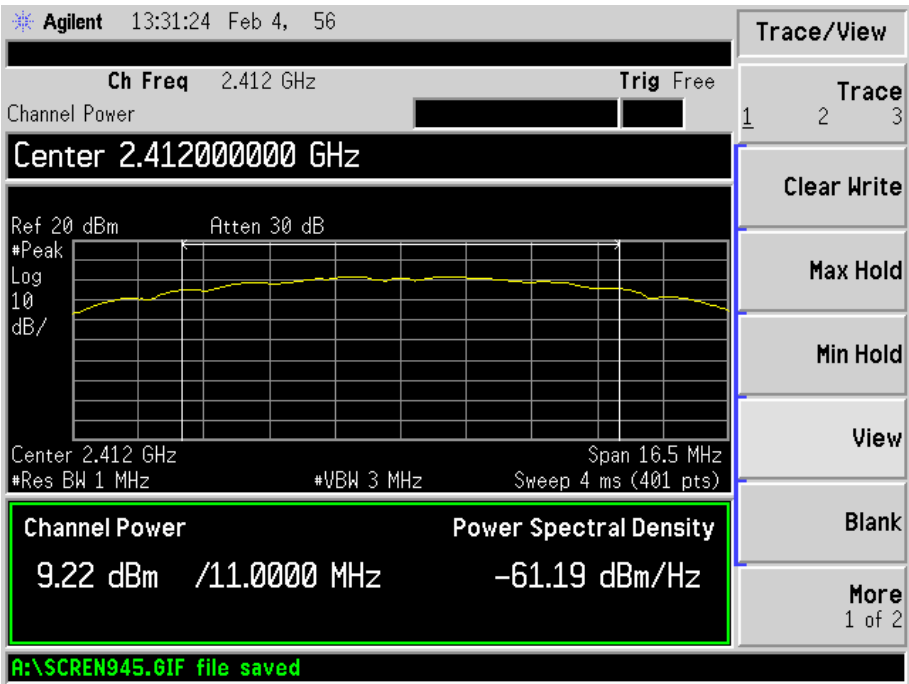 Agilent 13:31:24 Feb 4, 56
Ch Freq 2.412 GHz Trig Free
Channel Power
Center 2.412000000 GHz
Ref 20 dBm Atten 30 dB
#Peak
Log
10
dB/
Center 2.412 GHz Span 16.5 MHz
#Res BW 1 MHz #VBW 3 MHz Sweep 4 ms (401 pts)
Channel Power Power Spectral Density
9.22 dBm /11.0000 MHz -61.19 dBm/Hz
A:\SCREN945.GIF file saved
Trace/View
Trace
1 2 3
Clear Write
Max Hold
Min Hold
View
Blank
More
1 of 2